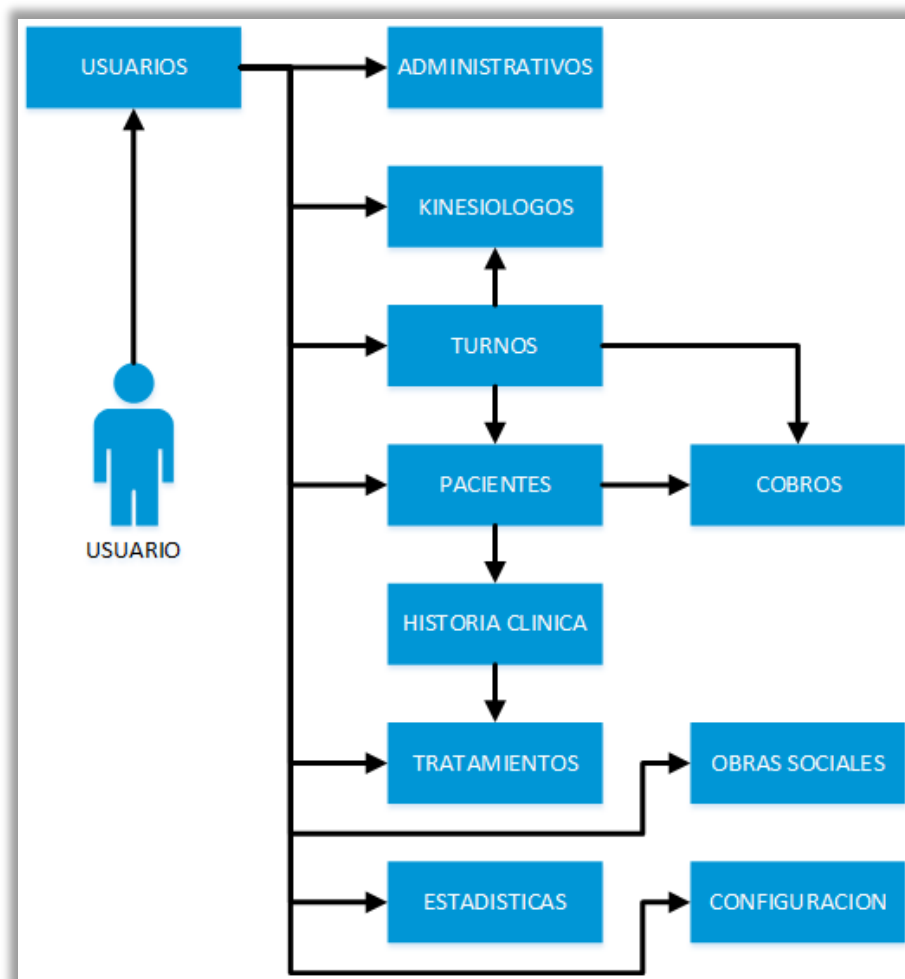 USUARIOS
ADMINISTRATIVOS
KINESIOLOGOS
TURNOS
PACIENTES
COBROS
USUARIO
HISTORIA CLINICA
TRATAMIENTOS
OBRAS SOCIALES
ESTADISTICAS
CONFIGURACION